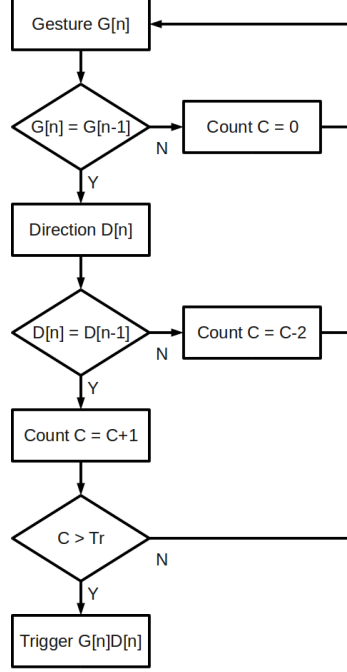 Gesture G[n]
G[n] = G[n-1]
N
Count C = 0
Y
Direction D[n]
D[n] = D[n-1]
N
Count C = C-2
Y
Count C = C+1
C > Tr
N
Y
Trigger G[n]D[n]